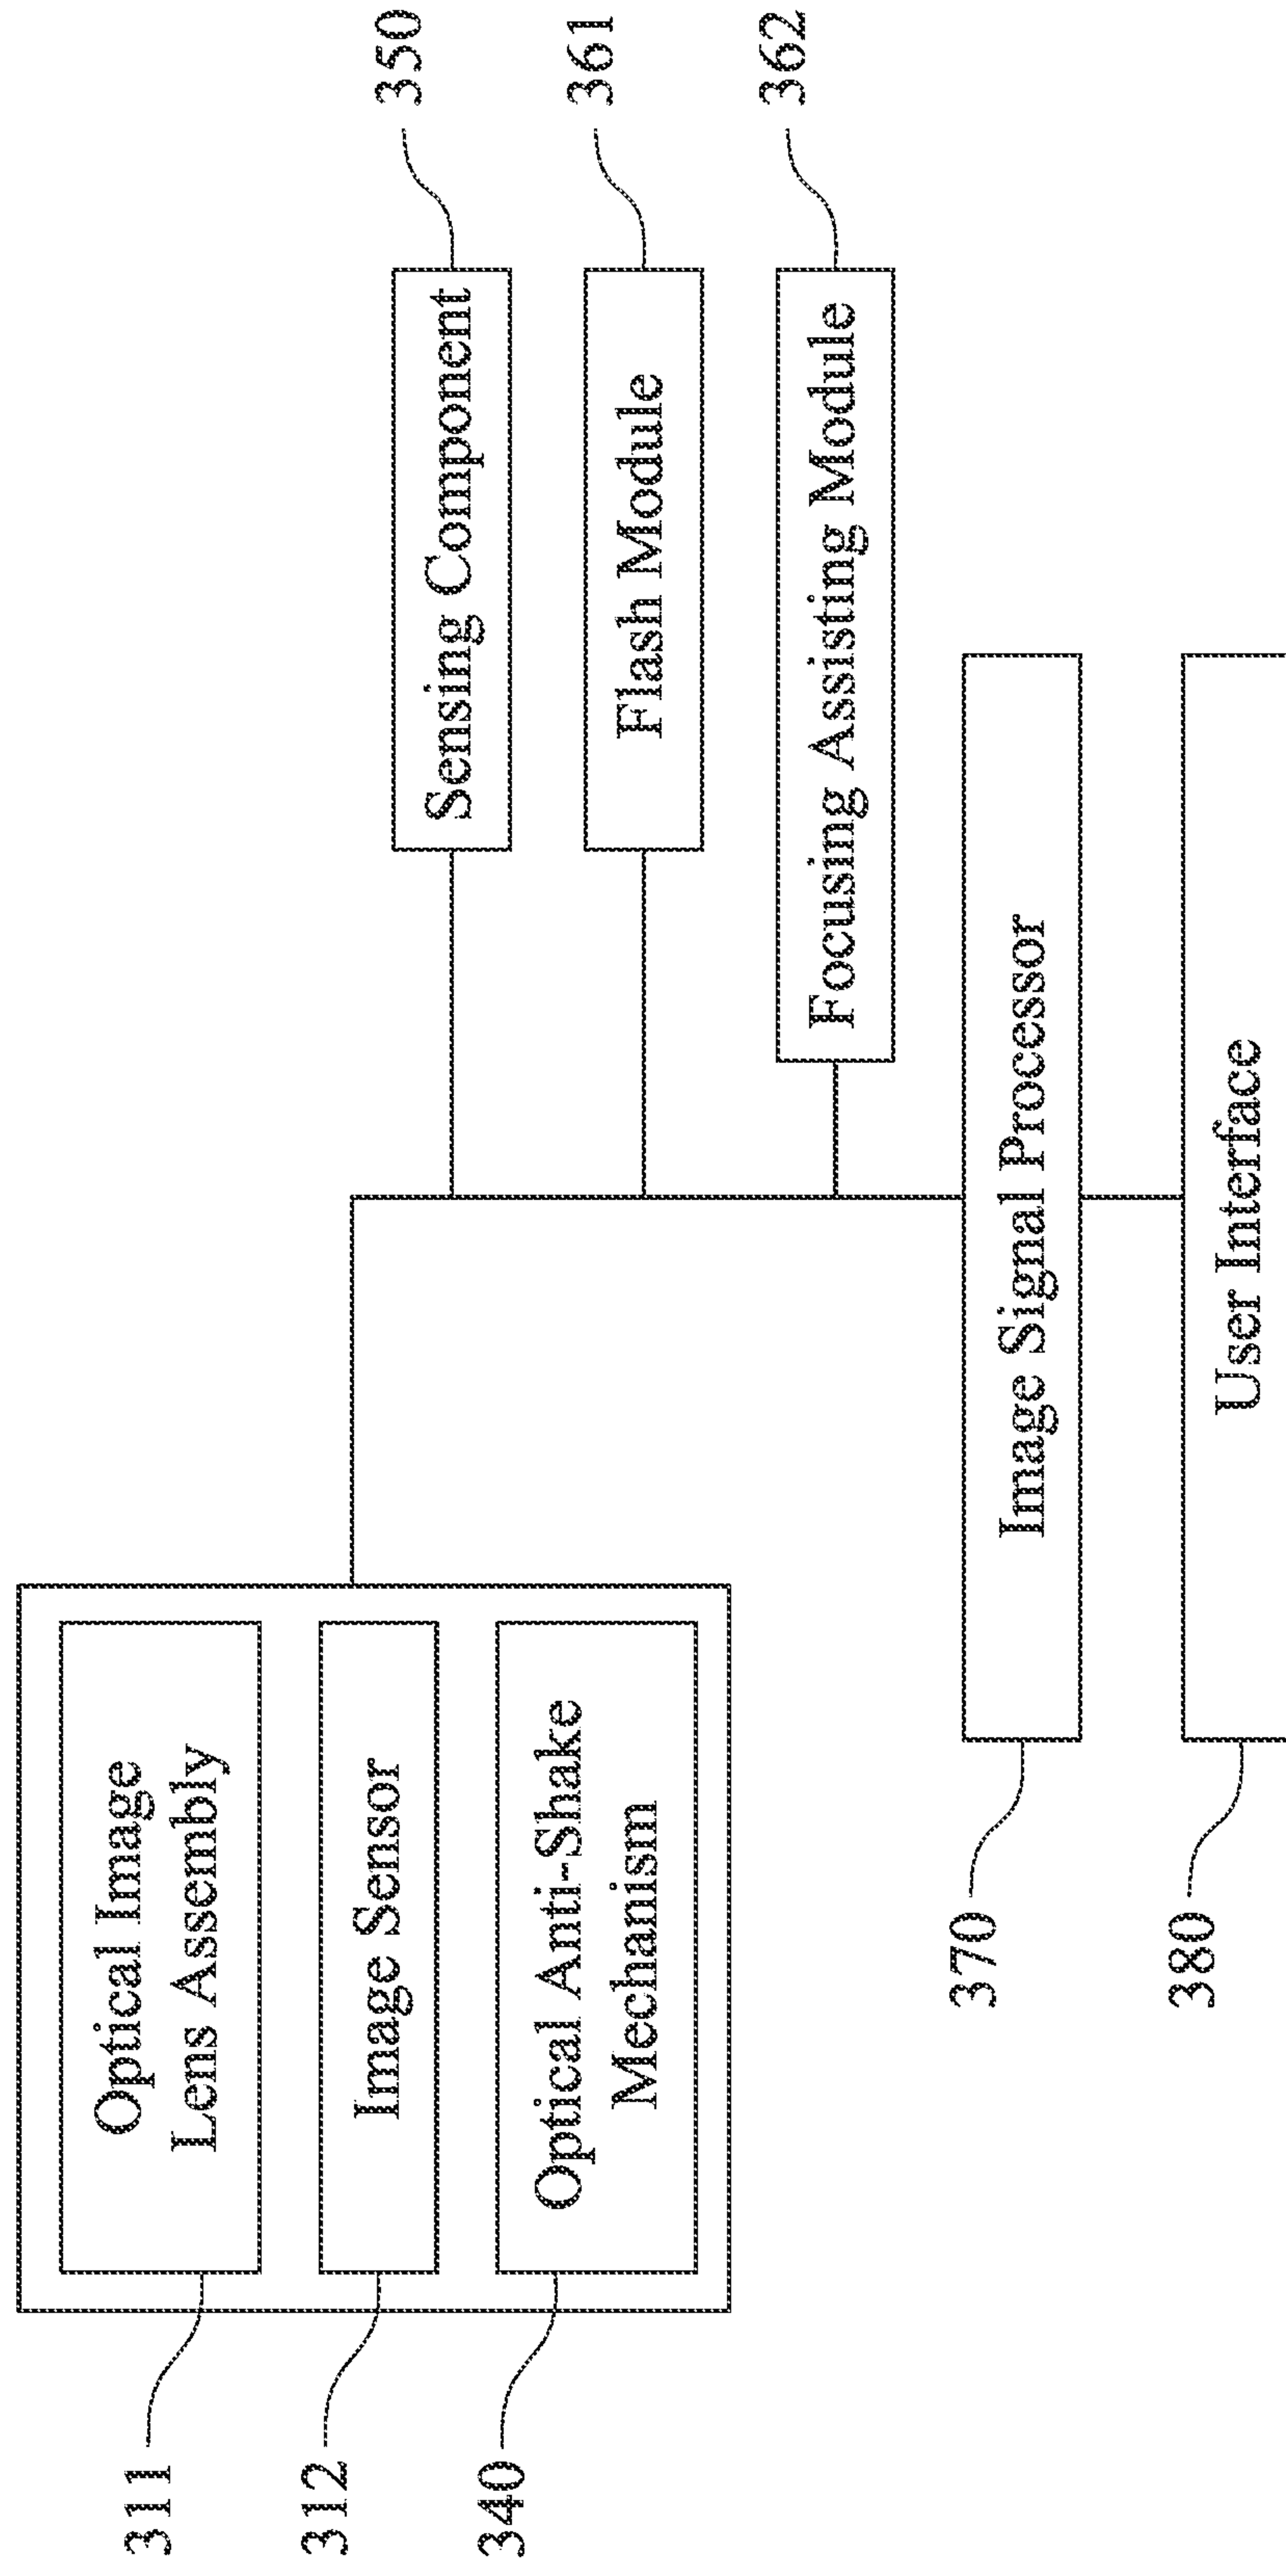 311
Optical Image
Lens Assembly
312
Image Sensor
340
Optical Anti-Shake
Mechanism
Sensing Component
350
Flash Module
361
Focusing Assisting Module
362
370
Image Signal Processor
380
User Interface